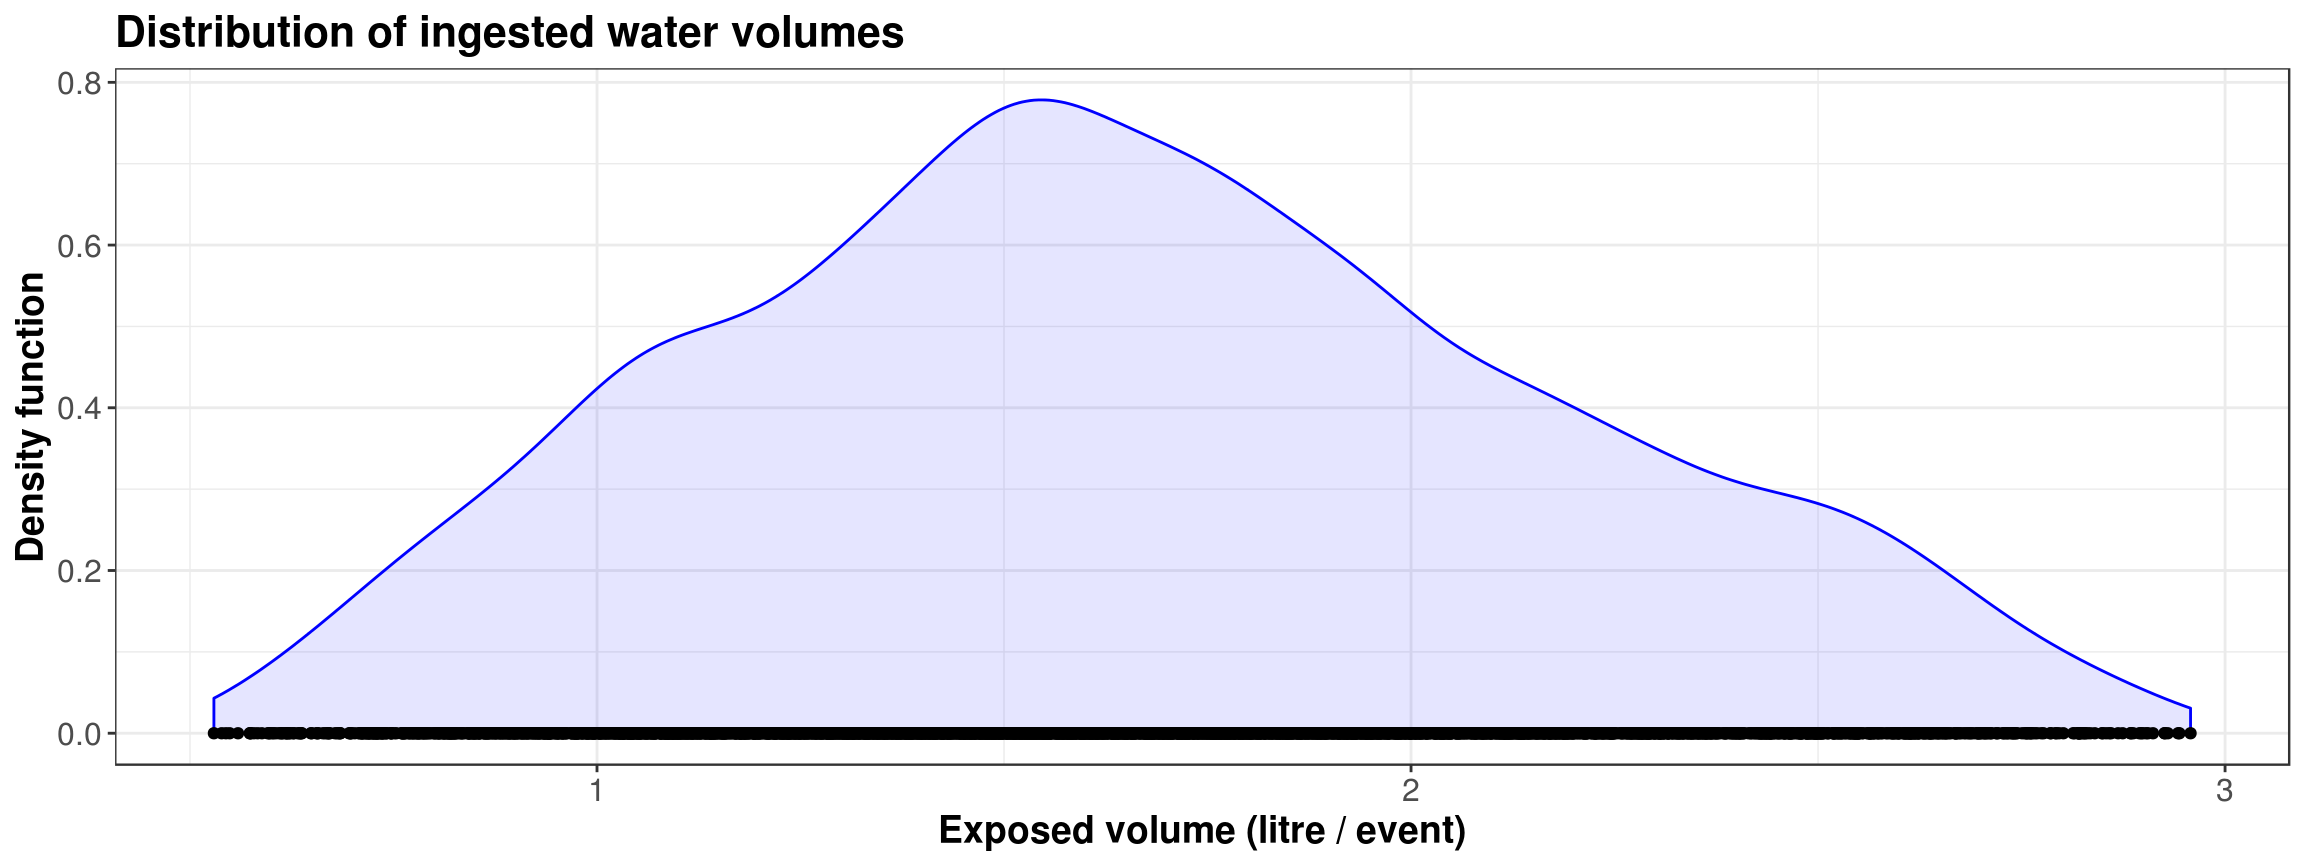 Distribution of ingested water volumes
Density function
0.8
0.6
0.4
0.2
0.0
1 2 3
Exposed volume (litre / event)